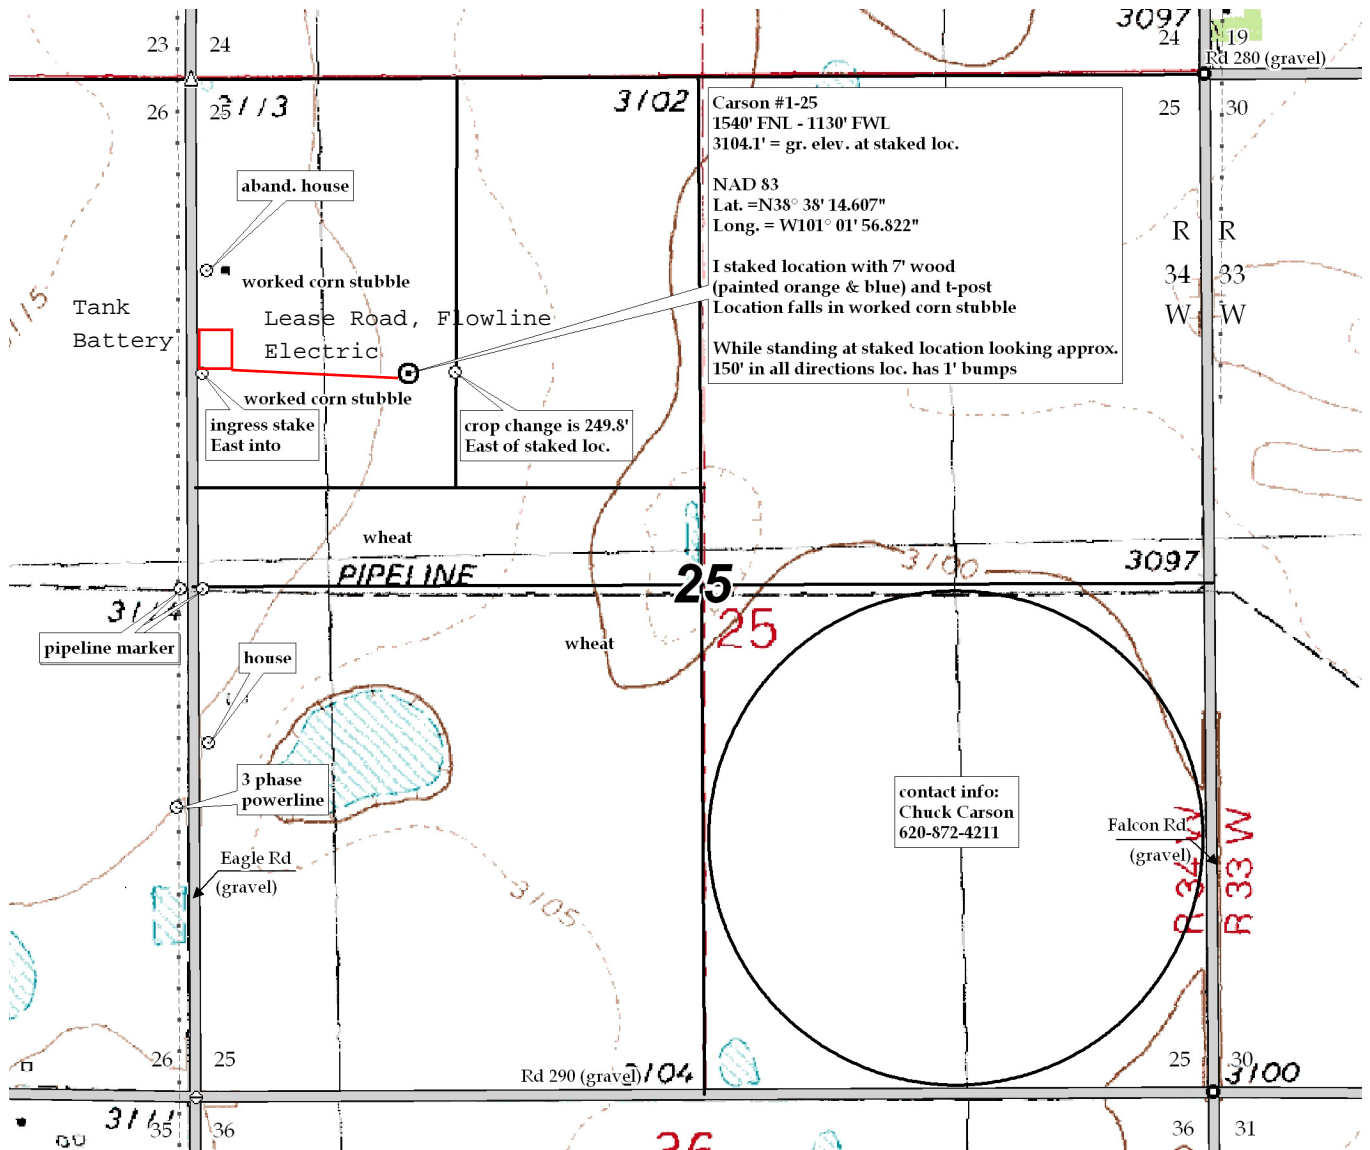 3097
23
24
24
19
Rd 280 (gravel)
26
25
3113
3102
25
30
Carson #1-25
1540' FNL - 1130' FWL
3104.1' = gr. elev. at staked loc.
NAD 83
Lat. =N38° 38' 14.607"
Long. = W101° 01' 56.822"
I staked location with 7' wood
(painted orange & blue) and t-post
Location falls in worked corn stubble
While standing at staked location looking approx.
150' in all directions loc. has 1' bumps
aband. house
R
R
34
33
W
W
worked corn stubble
3115
Tank
Battery
Lease Road, Flowline
Electric
worked corn stubble
ingress stake
East into
crop change is 249.8'
East of staked loc.
wheat
PIPELINE
25
3100
3097
pipeline marker
wheat
25
house
3 phase
powerline
contact info:
Chuck Carson
620-872-4211
Falcon Rd
(gravel)
R 34 W
R 33 W
Eagle Rd
(gravel)
3105
26
25
25
30
Rd 290 (gravel)
3104
3100
35
36
36
36
31